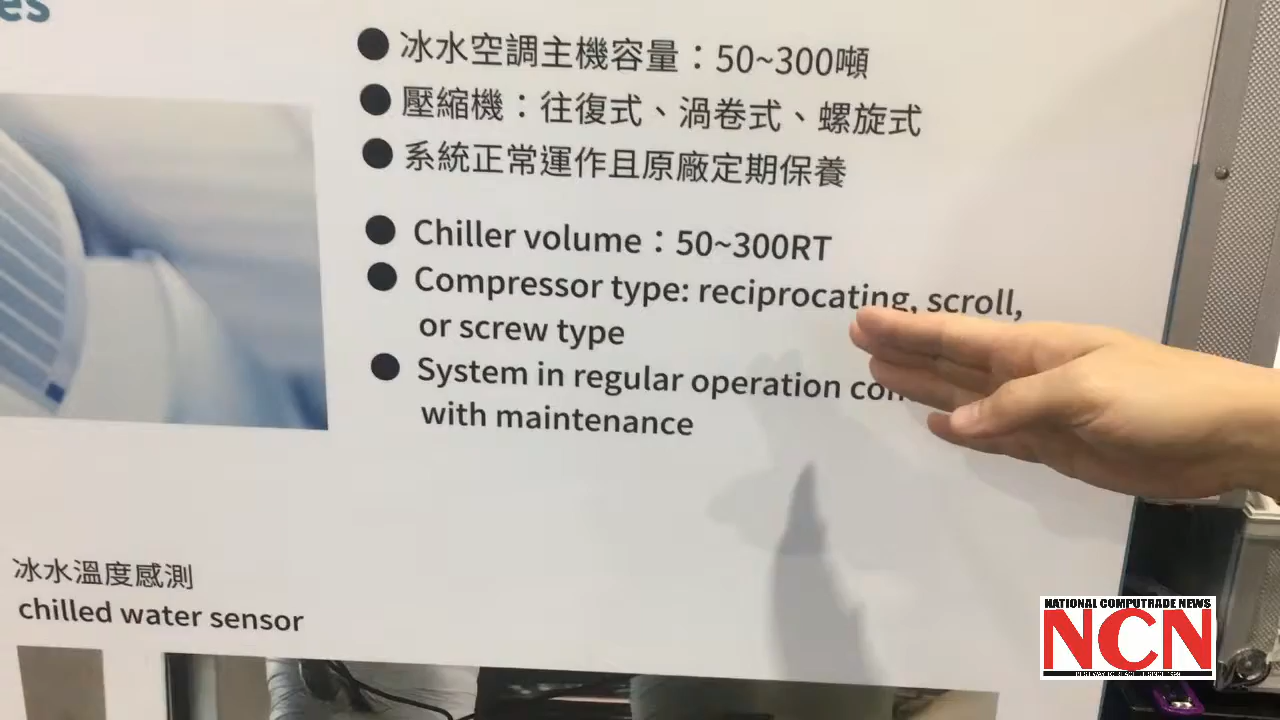 es
● 冰水空調主機容量：50~300噸
● 壓縮機：往復式、渦卷式、螺旋式
● 系統正常運作且原廠定期保養
● Chiller volume：50~300RT
● Compressor type: reciprocating, scroll,
or screw type
● System in regular operation
with maintenance
冰水溫度感測
chilled water sensor
NATIONAL COMPUTRADE NEWS
NCN